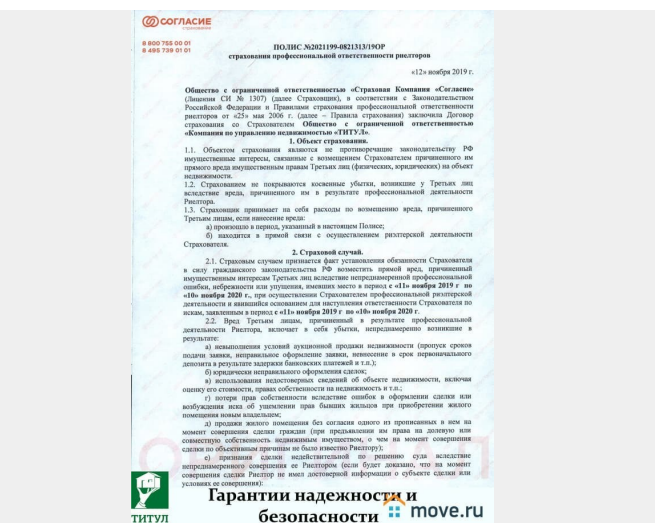 СОГЛАСИЕ
страхование
8 800 755 00 01
8 495 739 01 01
ПОЛИС №2021199-0821313/19ОР
страхования профессиональной ответственности риелторов
«12» ноября 2019 г.
Общество с ограниченной ответственностью «Страховая Компания «Согласие»
(Лицензия СИ № 1307) (далее Страховщик), в соответствии с Законодательством
Российской Федерации и Правилами страхования профессиональной ответственности
риелторов от «25» мая 2006 г. (далее – Правила страхования) заключила Договор
страхования со Страхователем Общество с ограниченной ответственностью
«Компания по управлению недвижимостью «ТИТУЛ».
1. Объект страхования.
1.1. Объектом страхования являются не противоречащие законодательству РФ
имущественные интересы, связанные с возмещением Страхователем причиненного им
прямого вреда имущественным правам Третьих лиц (физических, юридических) на объект
недвижимости.
1.2. Страхованием не покрываются косвенные убытки, возникшие у Третьих лиц
вследствие вреда, причиненного им в результате профессиональной деятельности
Риелтора.
1.3. Страховщик принимает на себя расходы по возмещению вреда, причиненного
Третьим лицам, если нанесение вреда:
а) произошло в период, указанный в настоящем Полисе;
б) находится в прямой связи с осуществлением риэлтерской деятельности
Страхователя.
2. Страховой случай.
2.1. Страховым случаем признается факт установления обязанности Страхователя
в силу гражданского законодательства РФ возместить прямой вред, причиненный
имущественным интересам Третьих лиц вследствие непреднамеренной профессиональной
ошибки, небрежности или упущения, имевших место в период с «11» ноября 2019 г по
«10» ноября 2020 г., при осуществлении Страхователем профессиональной риэлтерской
деятельности и явившийся основанием для наступления ответственности Страхователя по
искам, заявленным в период с «11» ноября 2019 г по «10» ноября 2020 г.
2.2. Вред Третьим лицам, причиненный в результате профессиональной
деятельности Риелтора, включает в себя убытки, непреднамеренно возникшие в
результате:
а) невыполнения условий аукционной продажи недвижимости (пропуск сроков
подачи заявки, неправильное оформление заявки, невнесение в срок первоначального
депозита в результате задержки банковских платежей и т.п.);
б) юридически неправильного оформления сделок;
в) использования недостоверных сведений об объекте недвижимости, включая
оценку его стоимости, правах собственности на недвижимость и т.п.;
г) потери прав собственности вследствие ошибок в оформлении сделки или
возбуждения иска об ущемлении прав бывших жильцов при приобретении жилого
помещения новым владельцем;
д) продажи жилого помещения без согласия одного из прописанных в нем на
момент совершения сделки граждан (при предъявлении им права на долевую или
совместную собственность недвижимым имуществом, о чем на момент совершения
сделки по объективным причинам не было известно Риелтору);
е) признания сделки недействительной по решению суда вследствие
непреднамеренного совершения ее Риелтором (если будет доказано, что на момент
совершения сделки Риелтор не имел достоверной информации о субъекте сделки или
условиях ее совершения);
Гарантии надежности и
безопасности
ТИТУЛ
move.ru